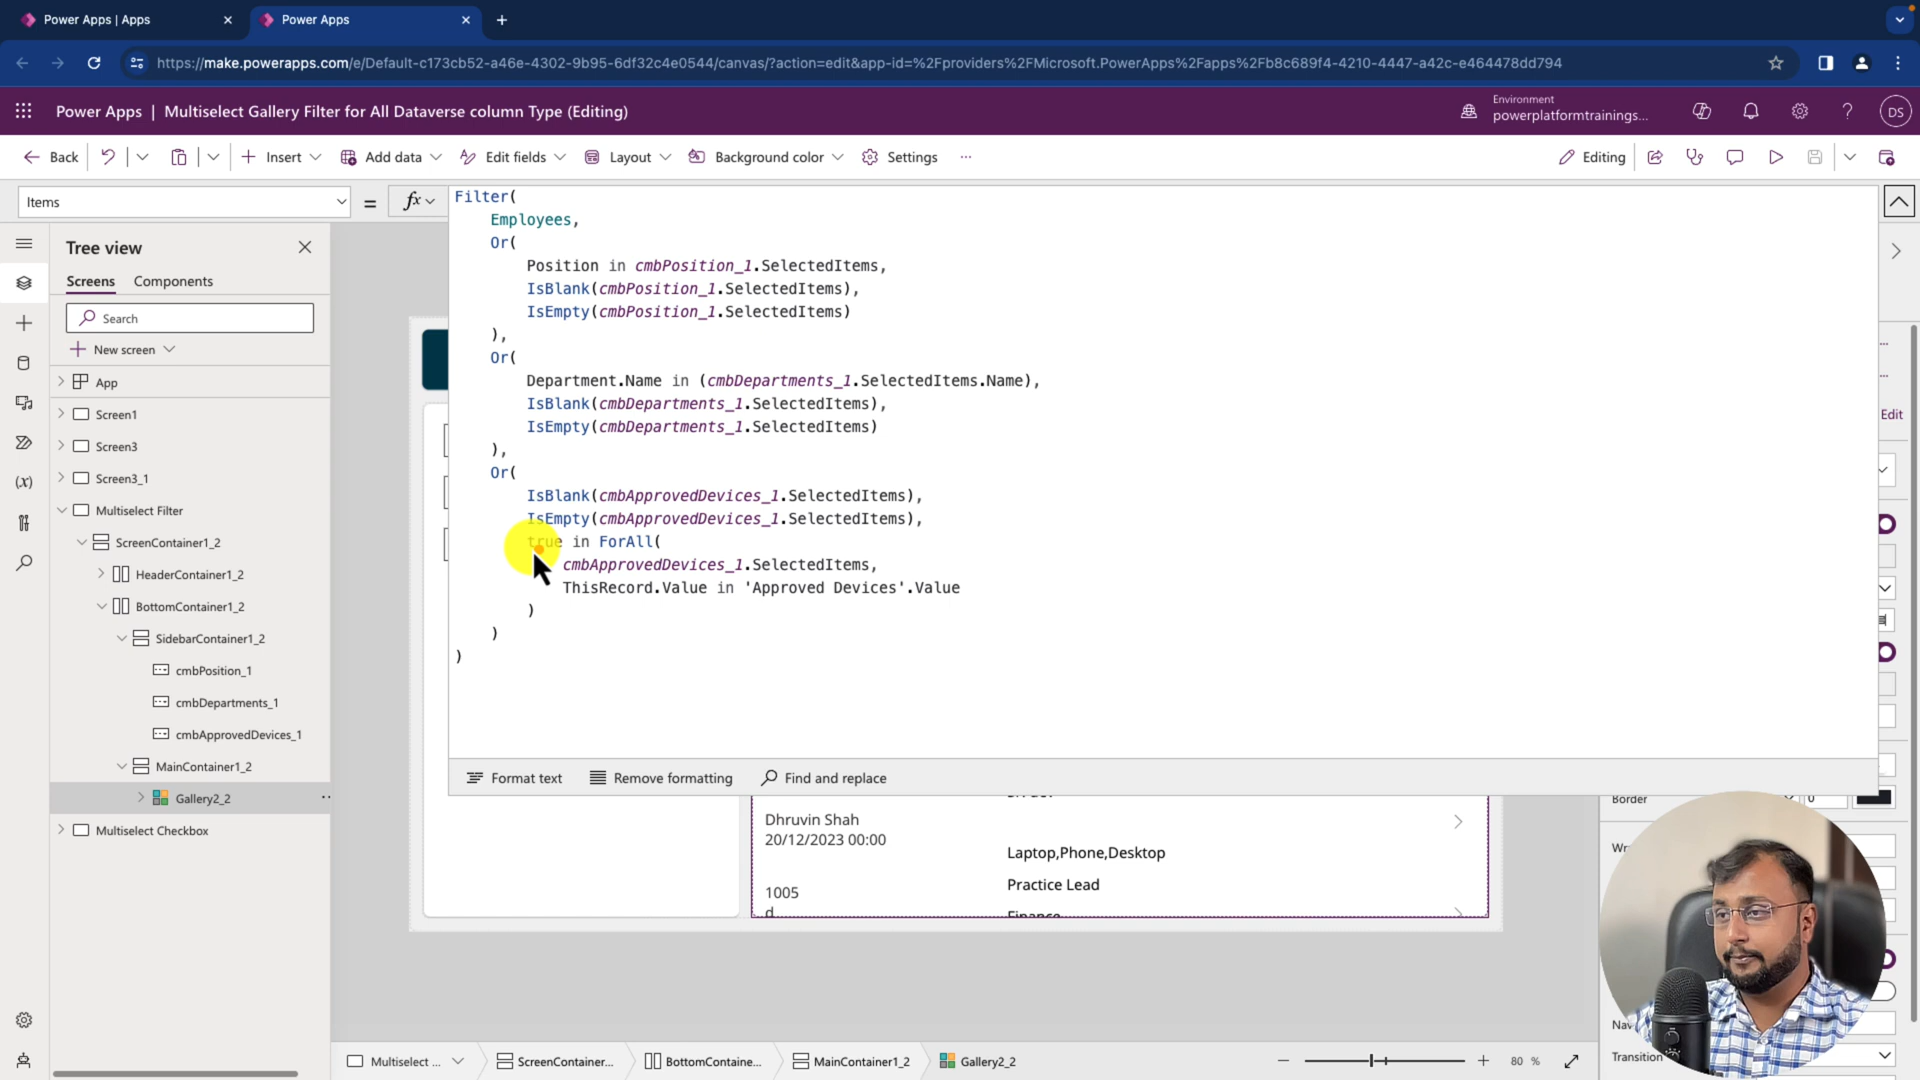 Power Apps | Apps
Power Apps
https://make.powerapps.com/e/Default-c173cb52-a46e-4302-9b95-6df32c4e0544/canvas/?action=edit&app-id=%2Fproviders%2FMicrosoft.PowerApps%2Fapps%2Fb8c689f4-4210-4447-a42c-e464478dd794
Power Apps | Multiselect Gallery Filter for All Dataverse column Type (Editing)
Environment
powerplatformtrainings...
DS
Back
Insert
Add data
Edit fields
Layout
Background color
Settings
...
Editing
Items
=
fx
Filter(
Employees,
Or(
Position in cmbPosition_1.SelectedItems,
IsBlank(cmbPosition_1.SelectedItems),
IsEmpty(cmbPosition_1.SelectedItems)
),
Or(
Department.Name in (cmbDepartments_1.SelectedItems.Name),
IsBlank(cmbDepartments_1.SelectedItems),
IsEmpty(cmbDepartments_1.SelectedItems)
),
Or(
IsBlank(cmbApprovedDevices_1.SelectedItems),
IsEmpty(cmbApprovedDevices_1.SelectedItems),
true in ForAll(
cmbApprovedDevices_1.SelectedItems,
ThisRecord.Value in 'Approved Devices'.Value
)
)
)
Format text
Remove formatting
Find and replace
Tree view
Screens
Components
Search
New screen
App
Screen1
Screen3
Screen3_1
Multiselect Filter
ScreenContainer1_2
HeaderContainer1_2
BottomContainer1_2
SidebarContainer1_2
cmbPosition_1
cmbDepartments_1
cmbApprovedDevices_1
MainContainer1_2
Gallery2_2
Multiselect Checkbox
Dhruvin Shah
20/12/2023 00:00
Laptop,Phone,Desktop
Practice Lead
1005
d
Finance
Edit
Border
0
Transition
Multiselect ...
ScreenContainer...
BottomContaine...
MainContainer1_2
Gallery2_2
80 %